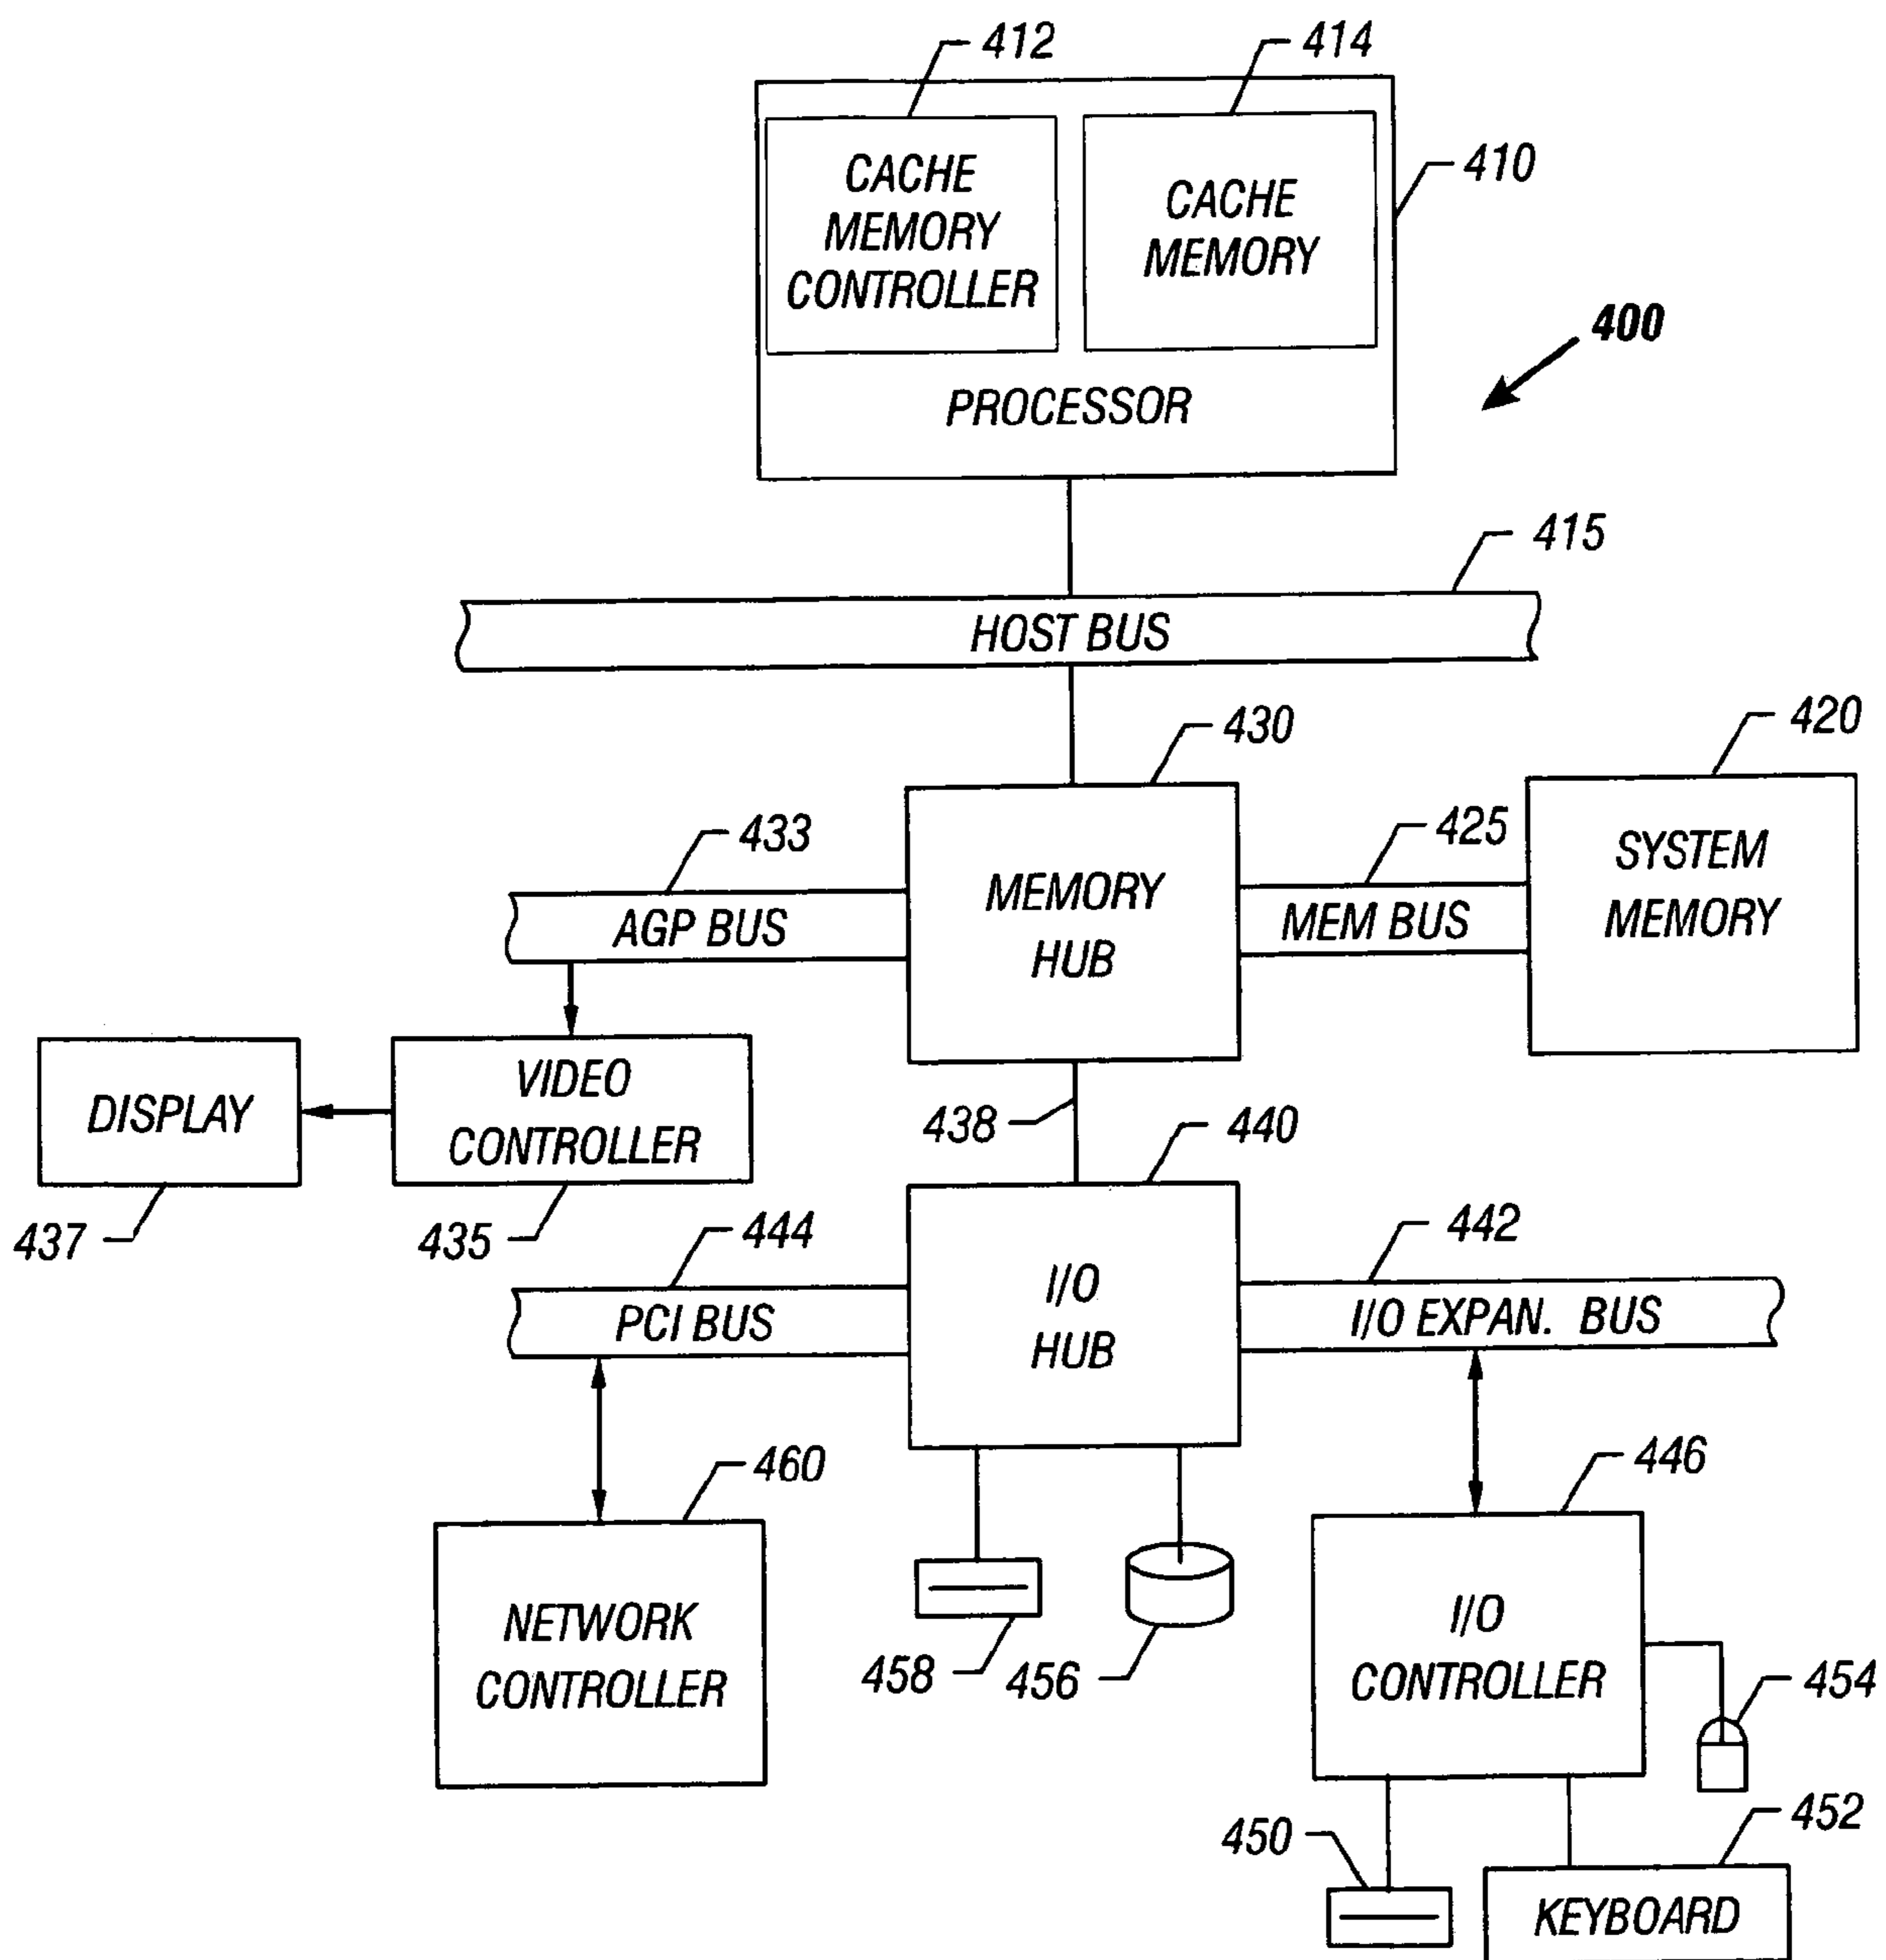 412
414
CACHE
MEMORY
CONTROLLER
CACHE
MEMORY
410
PROCESSOR
400
415
HOST BUS
430
420
433
425
AGP BUS
MEMORY
HUB
MEM BUS
SYSTEM
MEMORY
DISPLAY
VIDEO
CONTROLLER
438
440
437
435
444
442
PCI BUS
I/O
HUB
I/O EXPAN. BUS
460
446
NETWORK
CONTROLLER
458
456
I/O
CONTROLLER
454
450
452
KEYBOARD